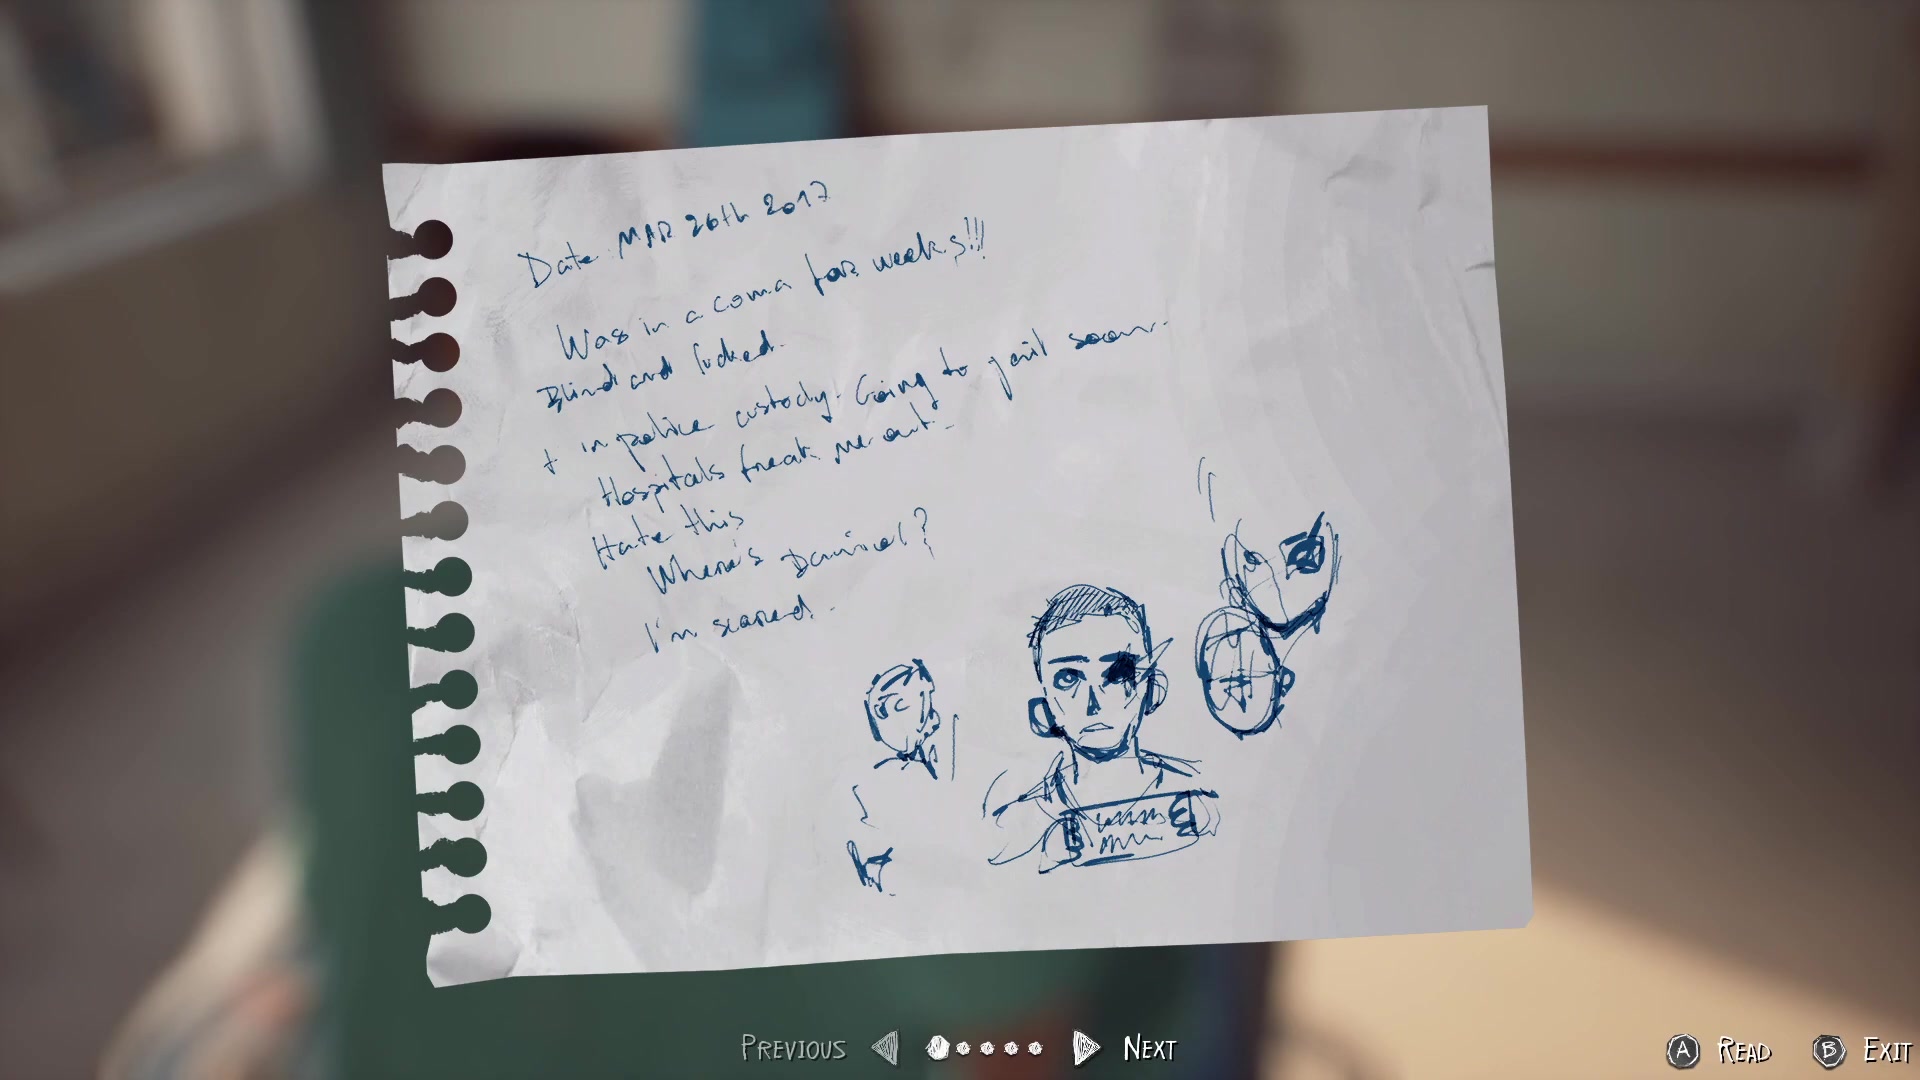 Date MAR 26th 2017
Was in a coma for weeks!!!
Blind and fucked.
+ in police custody. Going to jail soon.
Hospitals freak me out.
Hate this
Where's Daniel?
I'm scared.
PREVIOUS NEXT
A READ B EXIT